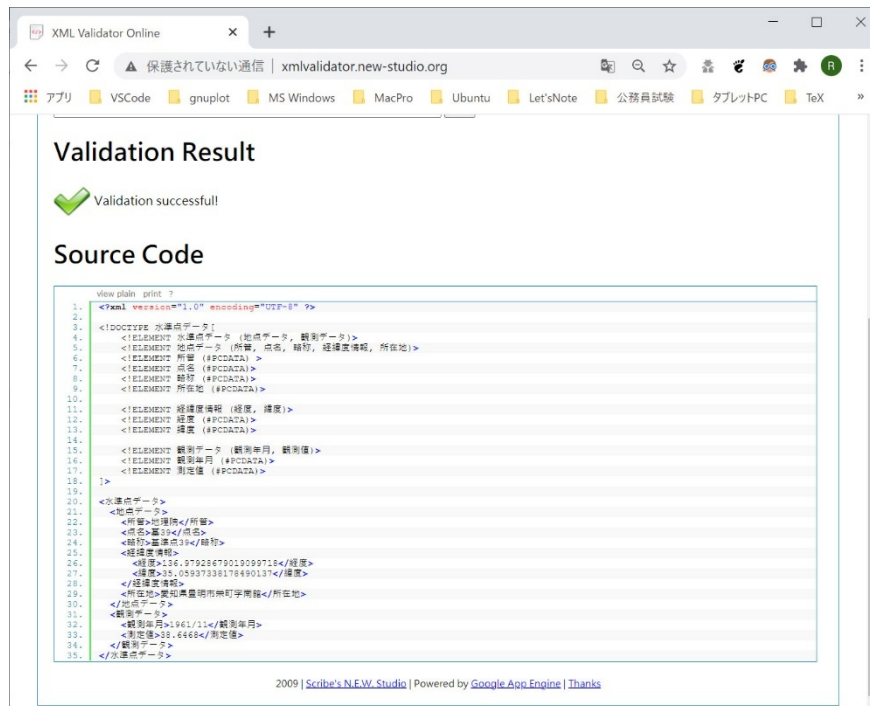 XML Validator Online
保護されていない通信 | xmlvalidator.new-studio.org
R
アプリ VSCode gnuplot MS Windows MacPro Ubuntu Let'sNote 公務員試験 タブレットPC TeX »
Validation Result
Validation successful!
Source Code
view plain print ?
1. <?xml version="1.0" encoding="UTF-8" ?>
2.
3. <!DOCTYPE 水準点データ[
4. <!ELEMENT 水準点データ (地点データ, 観測データ)>
5. <!ELEMENT 地点データ (所管, 点名, 略称, 経緯度情報, 所在地)>
6. <!ELEMENT 所管 (#PCDATA) >
7. <!ELEMENT 点名 (#PCDATA)>
8. <!ELEMENT 略称 (#PCDATA)>
9. <!ELEMENT 所在地 (#PCDATA)>
10.
11. <!ELEMENT 経緯度情報 (経度, 緯度)>
12. <!ELEMENT 経度 (#PCDATA)>
13. <!ELEMENT 緯度 (#PCDATA)>
14.
15. <!ELEMENT 観測データ (観測年月, 観測値)>
16. <!ELEMENT 観測年月 (#PCDATA)>
17. <!ELEMENT 測定値 (#PCDATA)>
18. ]>
19.
20. <水準点データ>
21. <地点データ>
22. <所管>地理院</所管>
23. <点名>基39</点名>
24. <略称>基準点39</略称>
25. <経緯度情報>
26. <経度>136.97928679019099718</経度>
27. <緯度>35.05937338178490137</緯度>
28. </経緯度情報>
29. <所在地>愛知県豊明市栄町字南舘</所在地>
30. </地点データ>
31. <観測データ>
32. <観測年月>1961/11</観測年月>
33. <測定値>38.6468</測定値>
34. </観測データ>
35. </水準点データ>
2009 | Scribe's N.E.W. Studio | Powered by Google App Engine | Thanks